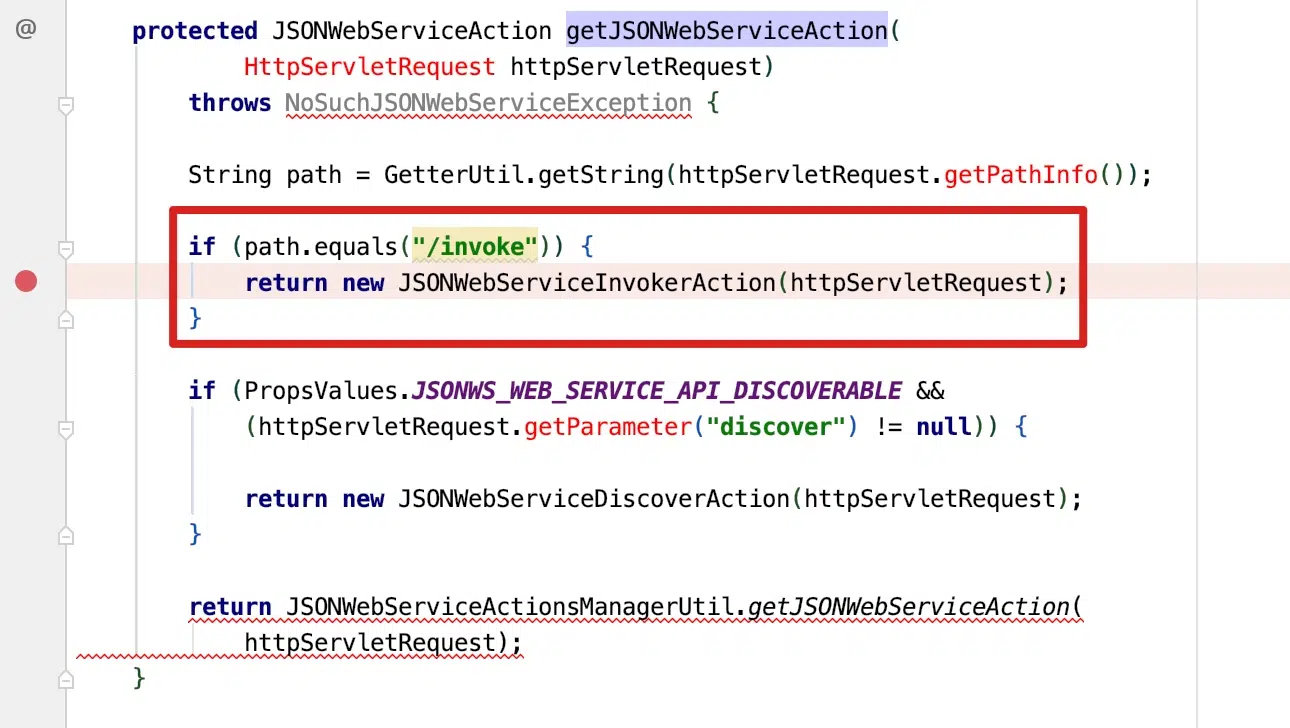 @
protected JSONWebServiceAction getJSONWebServiceAction(
HttpServletRequest httpServletRequest)
throws NoSuchJSONWebServiceException {
String path = GetterUtil.getString(httpServletRequest.getPathInfo());
if (path.equals("/invoke")) {
return new JSONWebServiceInvokerAction(httpServletRequest);
}
if (PropsValues.JSONWS_WEB_SERVICE_API_DISCOVERABLE &&
(httpServletRequest.getParameter("discover") != null)) {
return new JSONWebServiceDiscoverAction(httpServletRequest);
}
return JSONWebServiceActionsManagerUtil.getJSONWebServiceAction(
httpServletRequest);
}